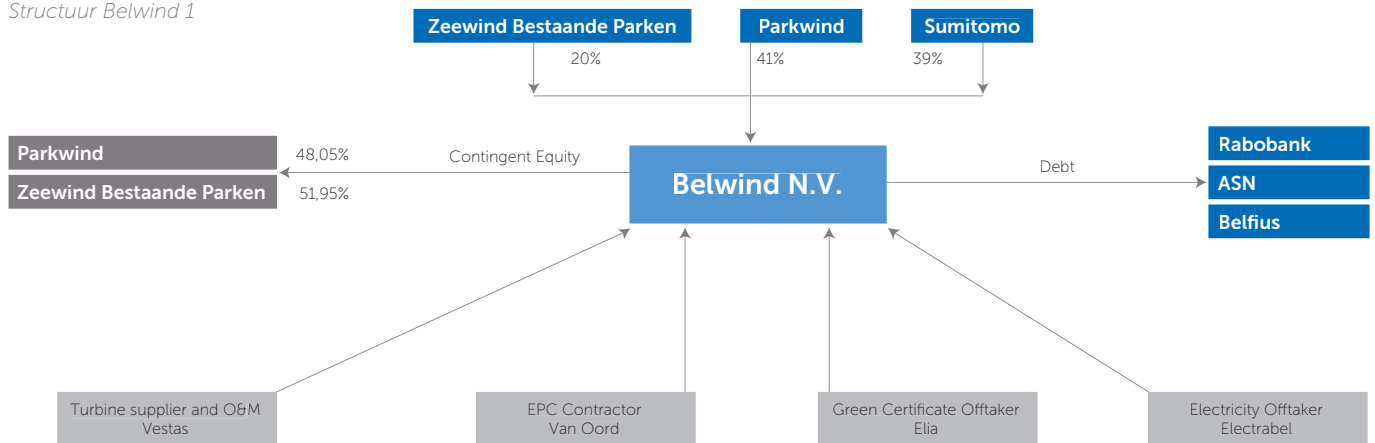 Structuur Belwind 1
Zeewind Bestaande Parken
Parkwind
Sumitomo
20%
41%
39%
Parkwind
48,05%
Zeewind Bestaande Parken
51,95%
Contingent Equity
Belwind N.V.
Debt
Rabobank
ASN
Belfius
Turbine supplier and O&M
Vestas
EPC Contractor
Van Oord
Green Certificate Offtaker
Elia
Electricity Offtaker
Electrabel